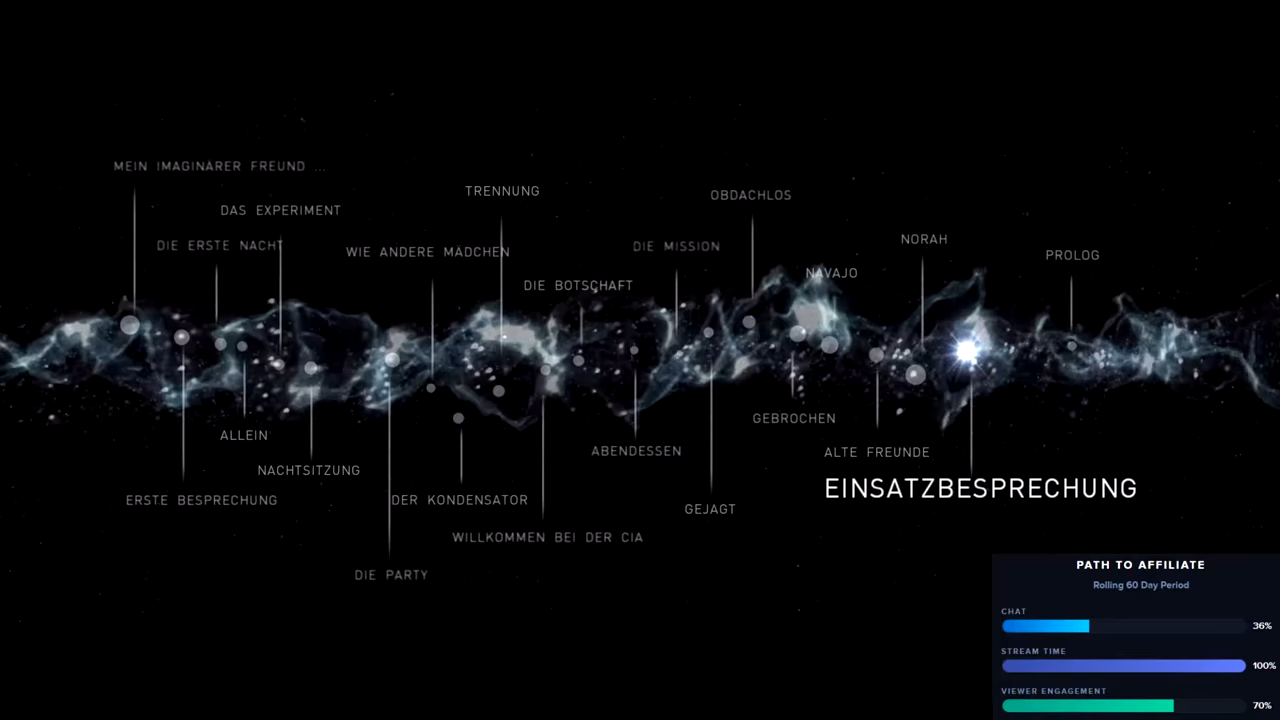 MEIN IMAGINÄRER FREUND ...
TRENNUNG
OBDACHLOS
DAS EXPERIMENT
NORAH
DIE ERSTE NACHT
DIE MISSION
WIE ANDERE MÄDCHEN
PROLOG
NAVAJO
DIE BOTSCHAFT
GEBROCHEN
ALLEIN
ABENDESSEN
ALTE FREUNDE
NACHTSITZUNG
EINSATZBESPRECHUNG
ERSTE BESPRECHUNG
DER KONDENSATOR
GEJAGT
WILLKOMMEN BEI DER CIA
DIE PARTY
PATH TO AFFILIATE
Rolling 60 Day Period
CHAT
36%
STREAM TIME
100%
VIEWER ENGAGEMENT
70%